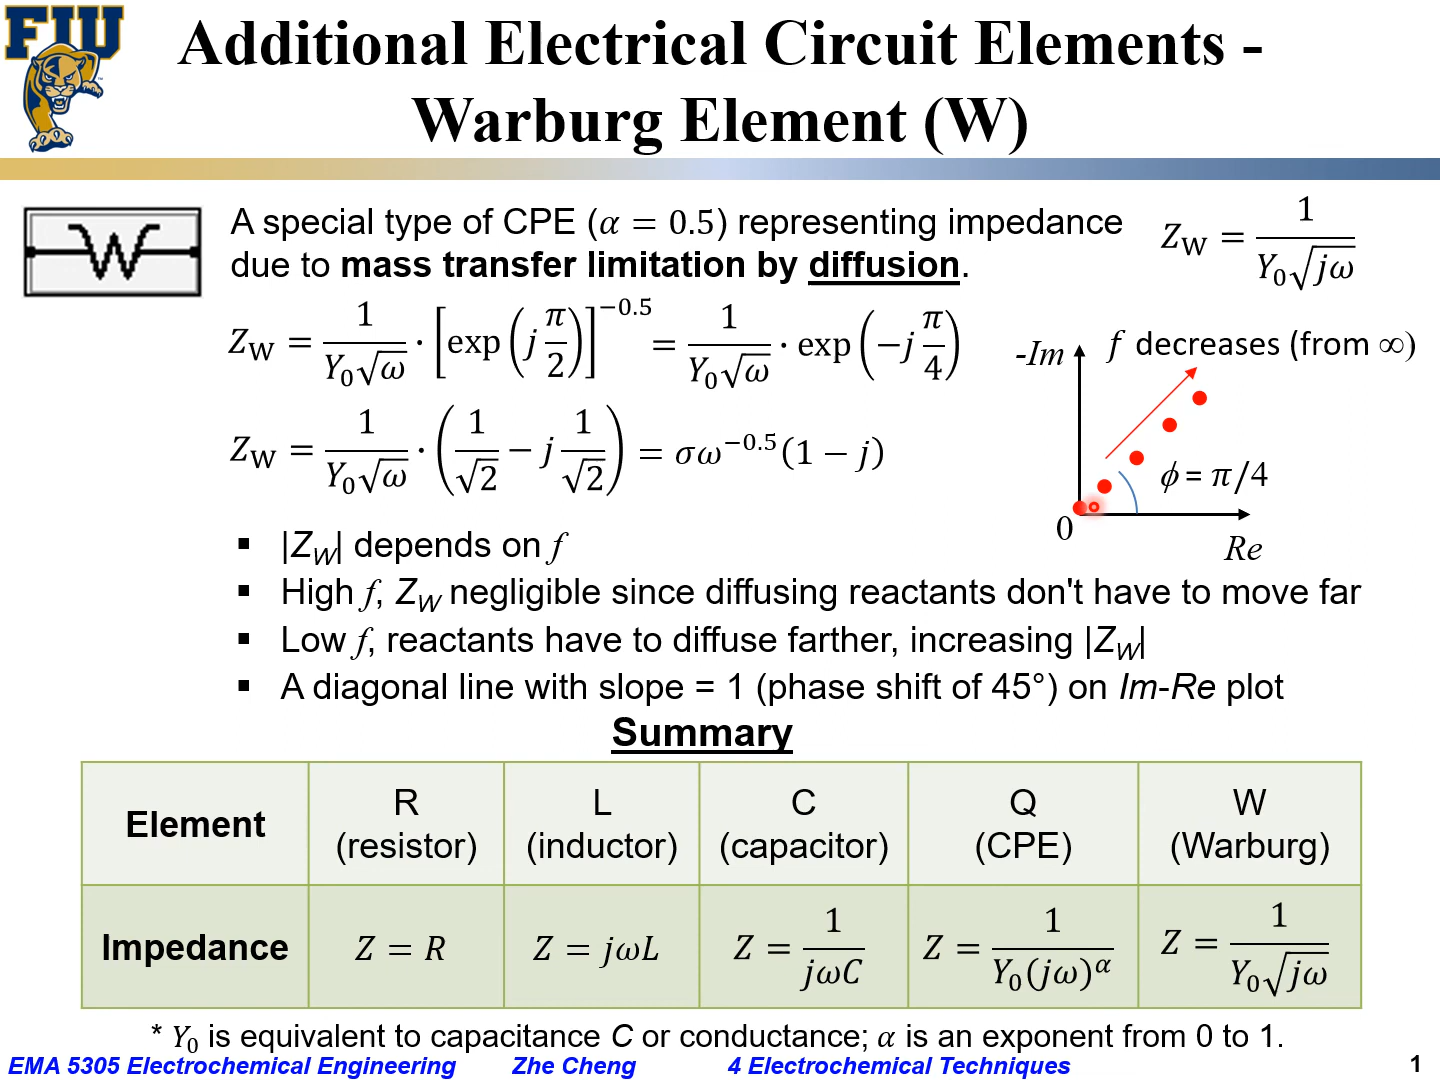 FIU
Additional Electrical Circuit Elements -
Warburg Element (W)
W
A special type of CPE (𝛼 = 0.5) representing impedance
due to mass transfer limitation by diffusion.
Z_W = 1/(Y₀√(jω))
Z_W = 1/(Y₀√ω) · [exp(j π/2)]^(−0.5) = 1/(Y₀√ω) · exp(−j π/4)
-Im
f decreases (from ∞)
Z_W = 1/(Y₀√ω) · (1/√2 − j 1/√2) = σω^(−0.5)(1 − j)
ϕ = π/4
0
Re
▪ |Z_W| depends on f
▪ High f, Z_W negligible since diffusing reactants don't have to move far
▪ Low f, reactants have to diffuse farther, increasing |Z_W|
▪ A diagonal line with slope = 1 (phase shift of 45°) on Im-Re plot
Summary
Element R L C Q W
(resistor) (inductor) (capacitor) (CPE) (Warburg)
Impedance Z = R Z = jωL Z = 1/(jωC) Z = 1/(Y₀(jω)^α) Z = 1/(Y₀√(jω))
* Y₀ is equivalent to capacitance C or conductance; α is an exponent from 0 to 1.
EMA 5305 Electrochemical Engineering Zhe Cheng 4 Electrochemical Techniques 1